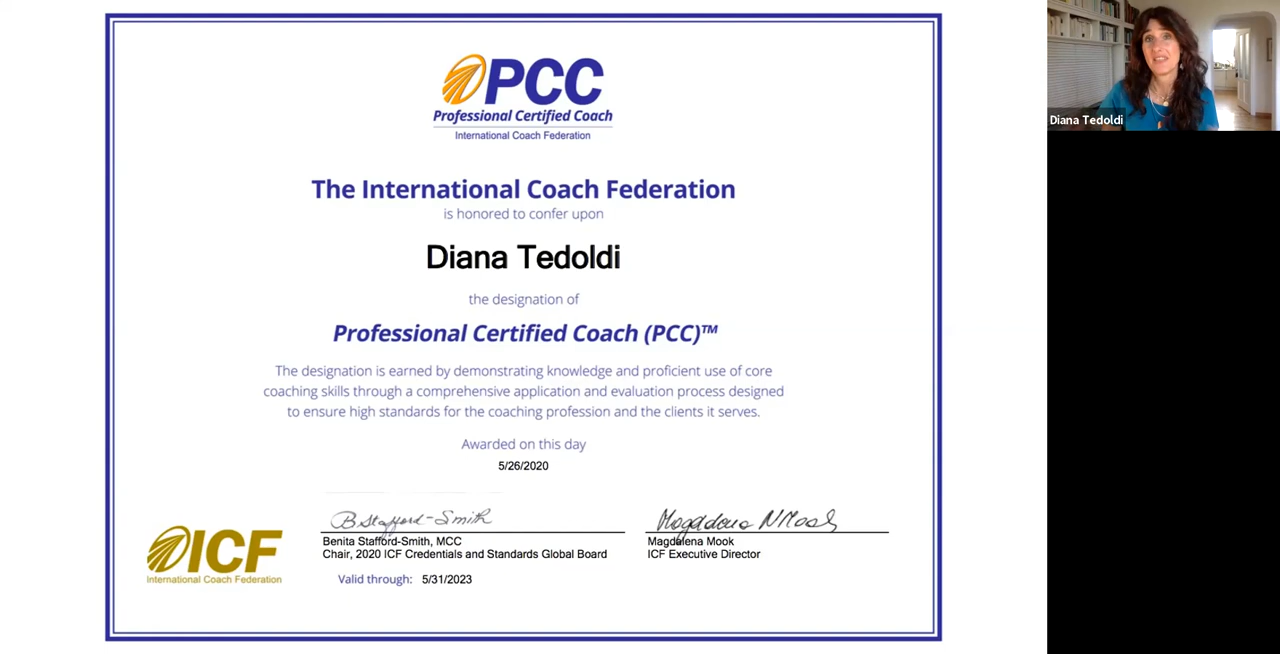 PCC
Professional Certified Coach
International Coach Federation
The International Coach Federation
is honored to confer upon
Diana Tedoldi
the designation of
Professional Certified Coach (PCC)™
The designation is earned by demonstrating knowledge and proficient use of core
coaching skills through a comprehensive application and evaluation process designed
to ensure high standards for the coaching profession and the clients it serves.
Awarded on this day
5/26/2020
B Stafford-Smith
Benita Stafford-Smith, MCC
Chair, 2020 ICF Credentials and Standards Global Board
Valid through: 5/31/2023
Magdalena N Mook
Magdalena Mook
ICF Executive Director
ICF
International Coach Federation
Diana Tedoldi